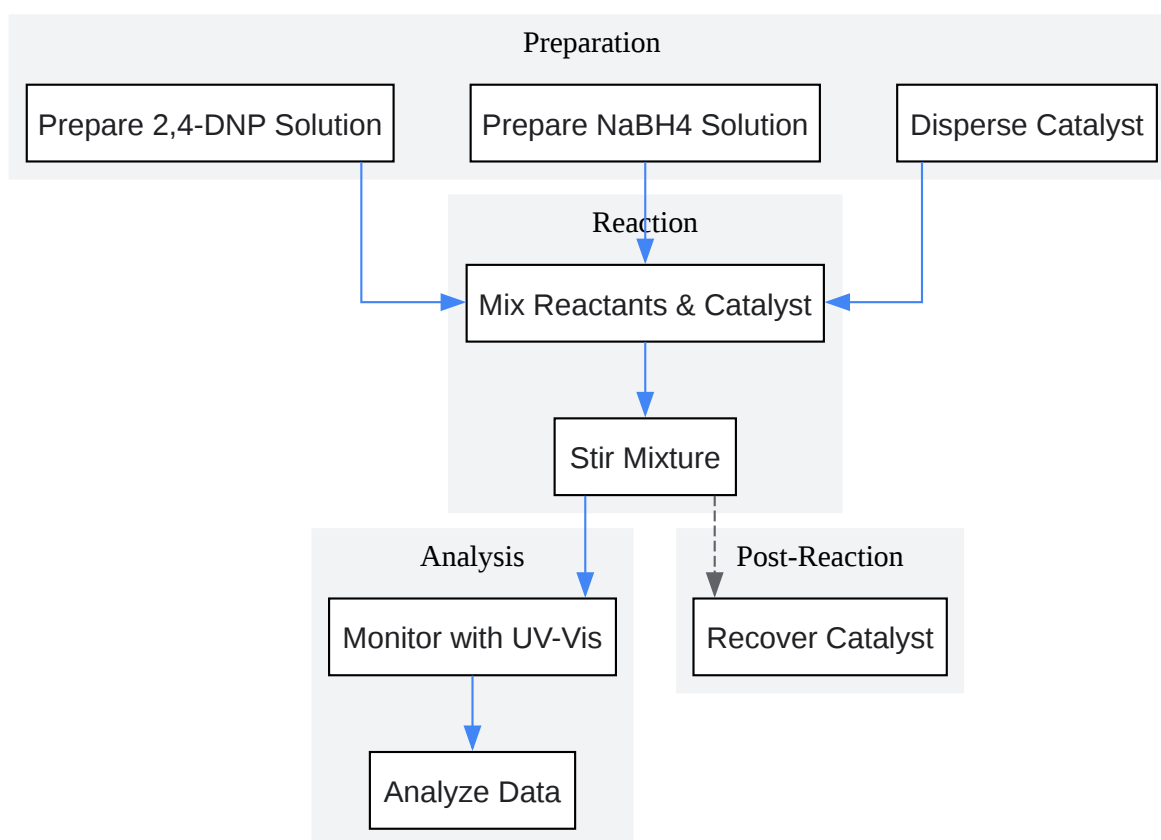 Preparation
Prepare 2,4-DNP Solution
Prepare NaBH4 Solution
Disperse Catalyst
Reaction
Mix Reactants & Catalyst
Stir Mixture
Analysis
Post-Reaction
Monitor with UV-Vis
Recover Catalyst
Analyze Data